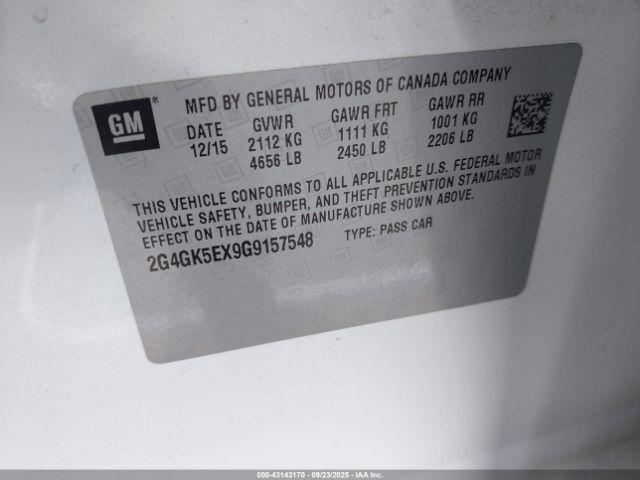 GM
MFD BY GENERAL MOTORS OF CANADA COMPANY
DATE GVWR GAWR FRT GAWR RR
12/15 2112 KG 1111 KG 1001 KG
4656 LB 2450 LB 2206 LB
THIS VEHICLE CONFORMS TO ALL APPLICABLE U.S. FEDERAL MOTOR
VEHICLE SAFETY, BUMPER, AND THEFT PREVENTION STANDARDS IN
EFFECT ON THE DATE OF MANUFACTURE SHOWN ABOVE.
2G4GK5EX9G9157548 TYPE: PASS CAR
000-43143170 - 09/23/2025 - IAA Inc.